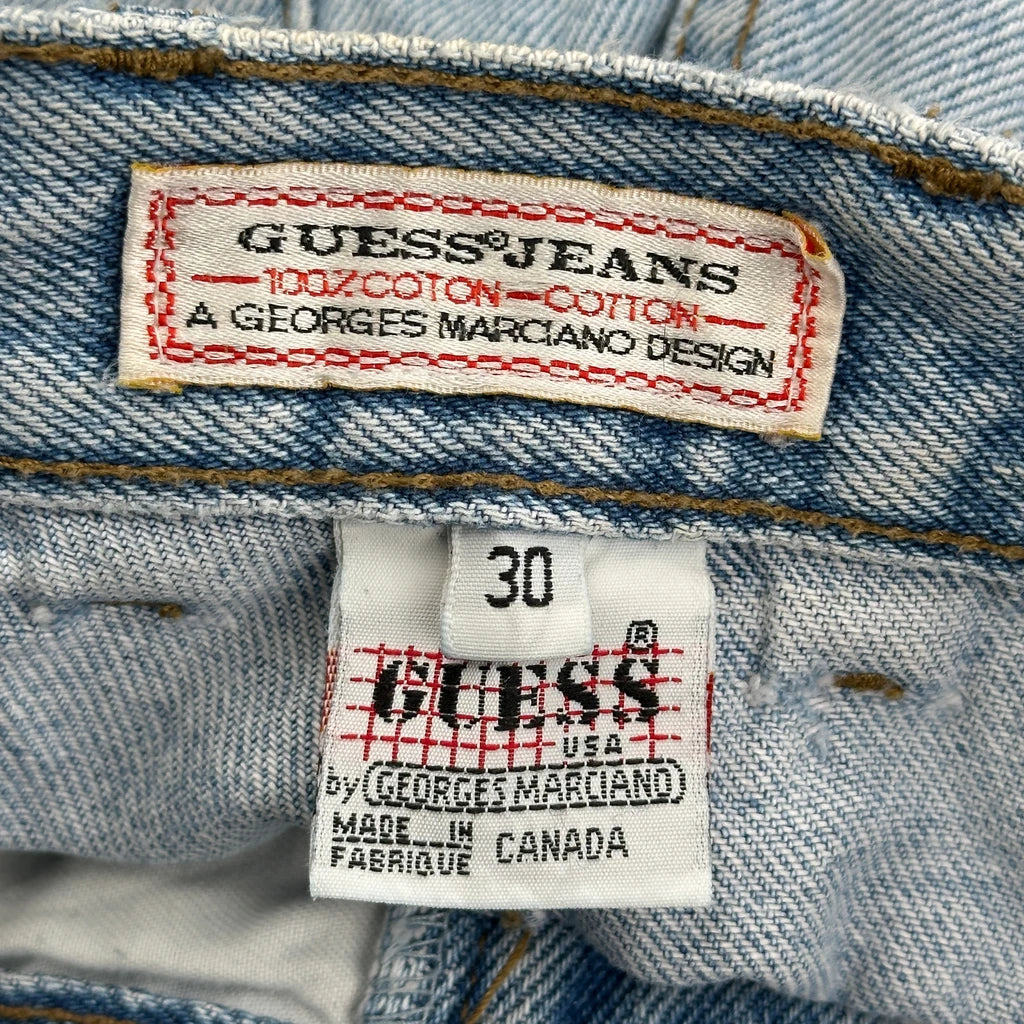 GUESS® JEANS
100% COTON — COTTON
A GEORGES MARCIANO DESIGN
30
GUESS®
USA
by GEORGES MARCIANO
MADE IN
FABRIQUE CANADA